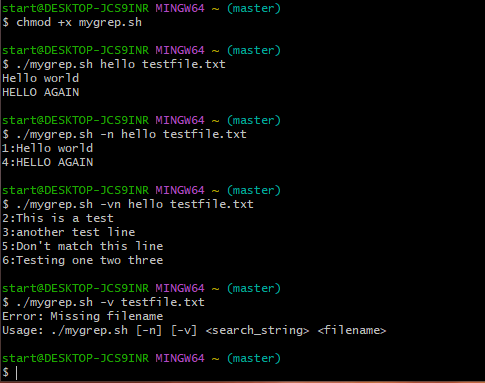 start@DESKTOP-JCS9INR MINGW64 ~ (master)
$ chmod +x mygrep.sh
start@DESKTOP-JCS9INR MINGW64 ~ (master)
$ ./mygrep.sh hello testfile.txt
Hello world
HELLO AGAIN
start@DESKTOP-JCS9INR MINGW64 ~ (master)
$ ./mygrep.sh -n hello testfile.txt
1:Hello world
4:HELLO AGAIN
start@DESKTOP-JCS9INR MINGW64 ~ (master)
$ ./mygrep.sh -vn hello testfile.txt
2:This is a test
3:another test line
5:Don't match this line
6:Testing one two three
start@DESKTOP-JCS9INR MINGW64 ~ (master)
$ ./mygrep.sh -v testfile.txt
Error: Missing filename
Usage: ./mygrep.sh [-n] [-v] <search_string> <filename>
start@DESKTOP-JCS9INR MINGW64 ~ (master)
$